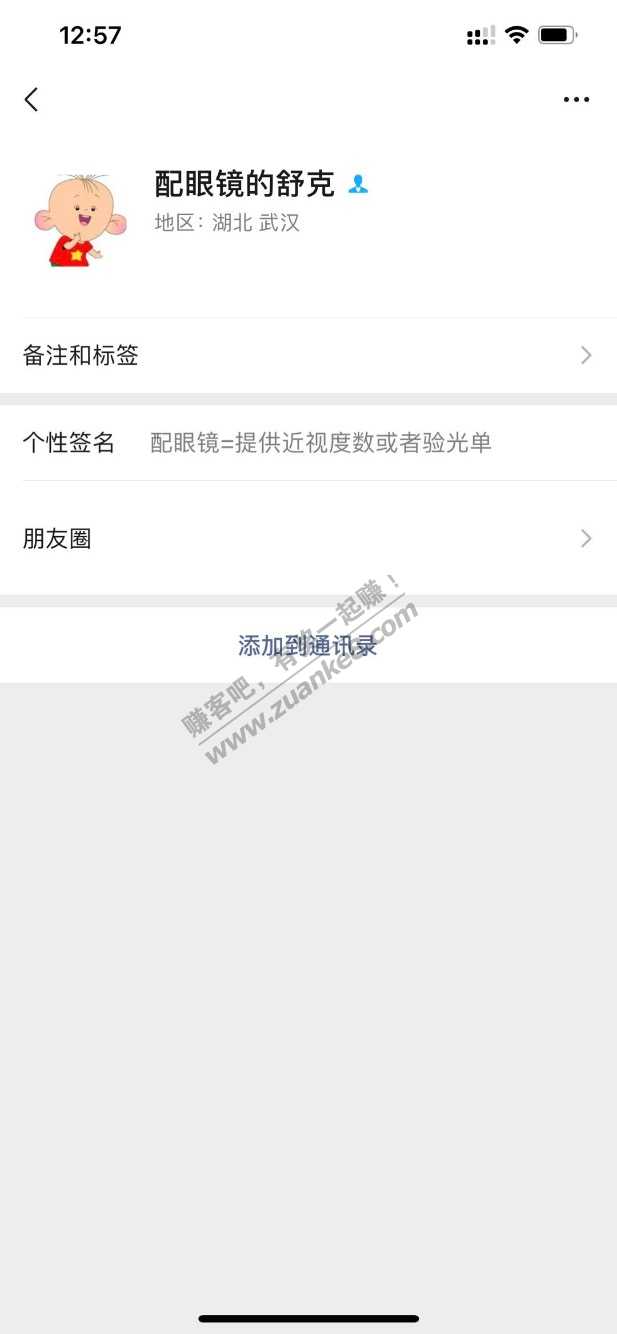 12:57
配眼镜的舒克
地区：湖北 武汉
备注和标签
个性签名 配眼镜=提供近视度数或者验光单
朋友圈
添加到通讯录
赚客吧，有奖一起赚！
www.zuanke8.com